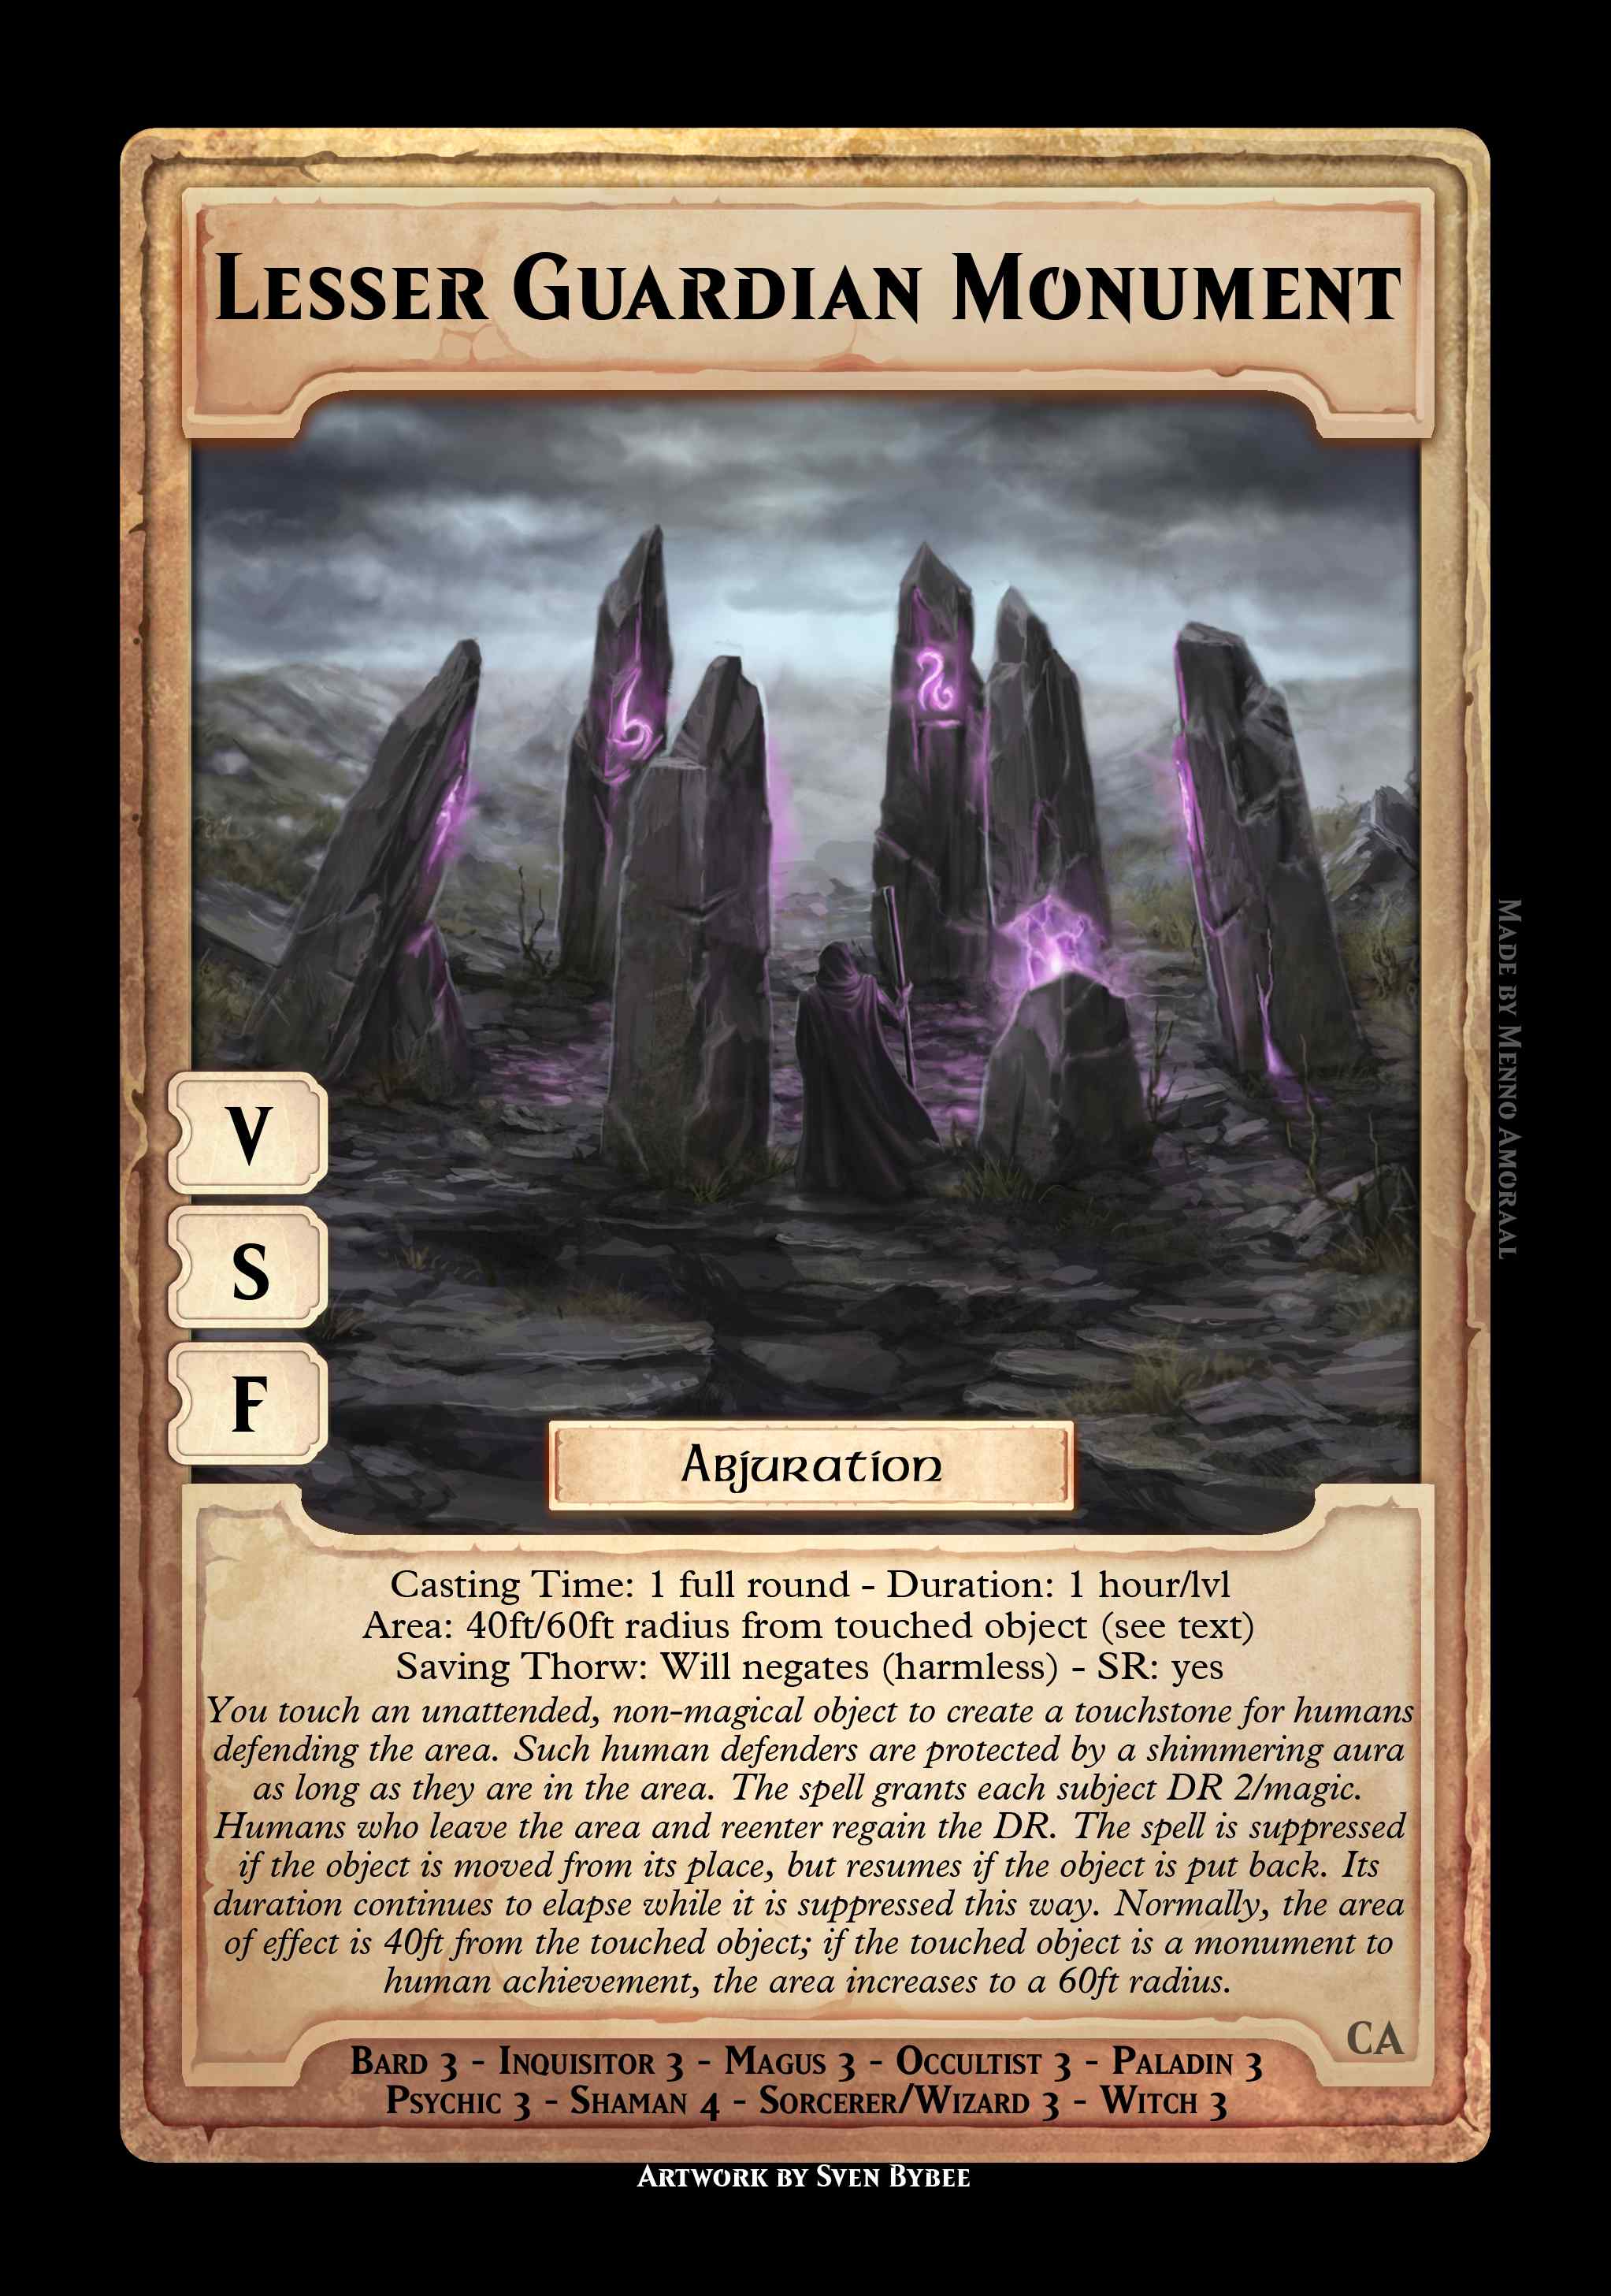 Lesser Guardian Monument
V
S
F
Abjuration
Casting Time: 1 full round - Duration: 1 hour/lvl
Area: 40ft/60ft radius from touched object (see text)
Saving Thorw: Will negates (harmless) - SR: yes
You touch an unattended, non-magical object to create a touchstone for humans
defending the area. Such human defenders are protected by a shimmering aura
as long as they are in the area. The spell grants each subject DR 2/magic.
Humans who leave the area and reenter regain the DR. The spell is suppressed
if the object is moved from its place, but resumes if the object is put back. Its
duration continues to elapse while it is suppressed this way. Normally, the area
of effect is 40ft from the touched object; if the touched object is a monument to
human achievement, the area increases to a 60ft radius.
CA
Bard 3 - Inquisitor 3 - Magus 3 - Occultist 3 - Paladin 3
Psychic 3 - Shaman 4 - Sorcerer/Wizard 3 - Witch 3
Artwork by Sven Bybee
Made by Menno Amoraal